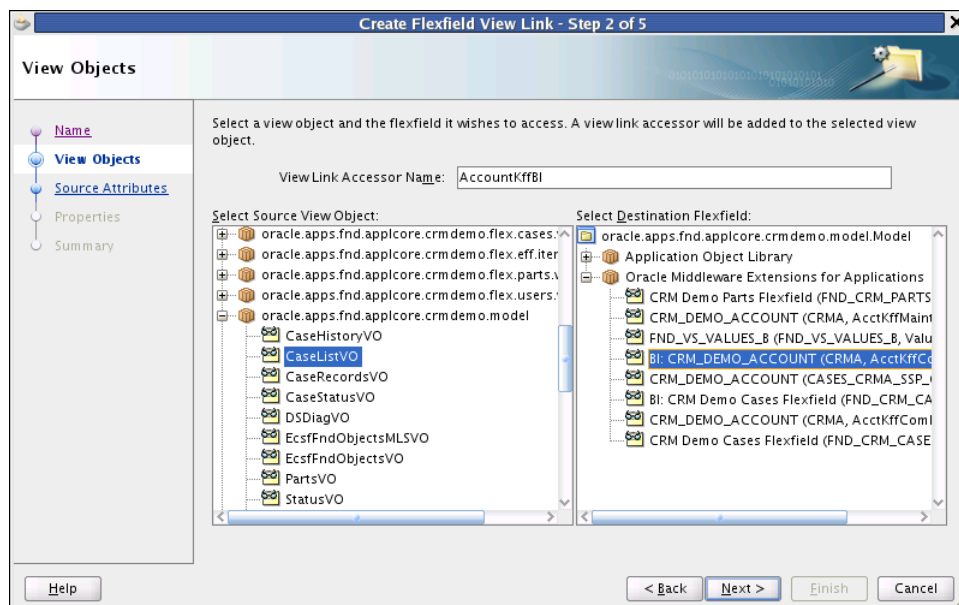 Create Flexfield View Link - Step 2 of 5
View Objects
Name
View Objects
Source Attributes
Properties
Summary
Select a view object and the flexfield it wishes to access. A view link accessor will be added to the selected view
object.
View Link Accessor Name: AccountKffBI
Select Source View Object:
oracle.apps.fnd.applcore.crmdemo.flex.cases.
oracle.apps.fnd.applcore.crmdemo.flex.eff.iter
oracle.apps.fnd.applcore.crmdemo.flex.parts.
oracle.apps.fnd.applcore.crmdemo.flex.users.
oracle.apps.fnd.applcore.crmdemo.model
CaseHistoryVO
CaseListVO
CaseRecordsVO
CaseStatusVO
DSDiagVO
EcsfFndObjectsMLSVO
EcsfFndObjectsVO
PartsVO
StatusVO
Select Destination Flexfield:
oracle.apps.fnd.applcore.crmdemo.model.Model
Application Object Library
Oracle Middleware Extensions for Applications
CRM Demo Parts Flexfield (FND_CRM_PARTS
CRM_DEMO_ACCOUNT (CRMA, AcctKffMaint
FND_VS_VALUES_B (FND_VS_VALUES_B, Valu
BI: CRM_DEMO_ACCOUNT (CRMA, AcctKffCo
CRM_DEMO_ACCOUNT (CASES_CRMA_SSP_
BI: CRM Demo Cases Flexfield (FND_CRM_CA
CRM_DEMO_ACCOUNT (CRMA, AcctKffCom
CRM Demo Cases Flexfield (FND_CRM_CASE
Help
< Back
Next >
Finish
Cancel